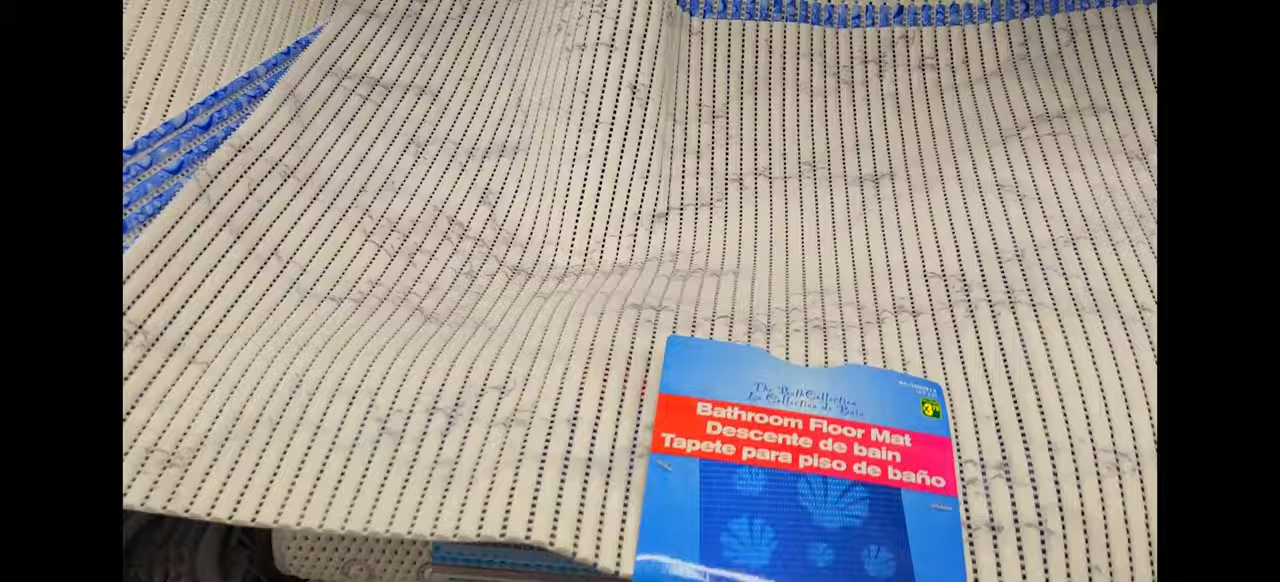 The Bath Collection
La Collection de Bain
Bathroom Floor Mat
Descente de bain
Tapete para piso de baño